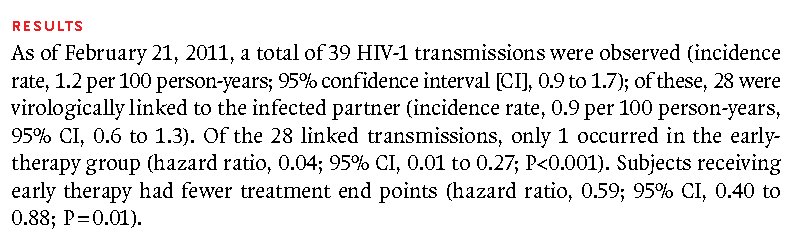 RESULTS
As of February 21, 2011, a total of 39 HIV-1 transmissions were observed (incidence
rate, 1.2 per 100 person-years; 95% confidence interval [CI], 0.9 to 1.7); of these, 28 were
virologically linked to the infected partner (incidence rate, 0.9 per 100 person-years,
95% CI, 0.6 to 1.3). Of the 28 linked transmissions, only 1 occurred in the early-
therapy group (hazard ratio, 0.04; 95% CI, 0.01 to 0.27; P<0.001). Subjects receiving
early therapy had fewer treatment end points (hazard ratio, 0.59; 95% CI, 0.40 to
0.88; P=0.01).